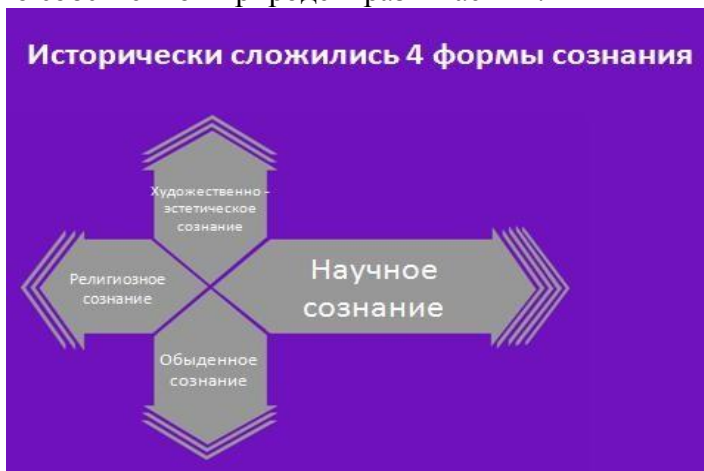 Исторически сложились 4 формы сознания
Художественно -
эстетическое
сознание
Религиозное
сознание
Научное
сознание
Обыденное
сознание